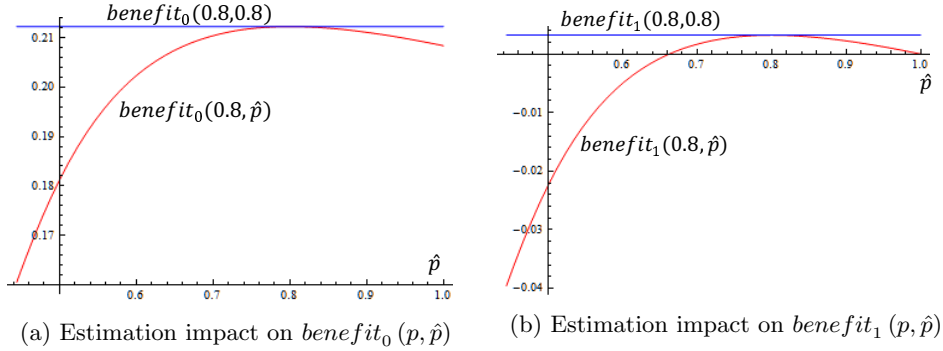 benefit₀(0.8,0.8)
0.21
0.20
benefit₀(0.8, p̂)
0.19
0.18
0.17
p̂
0.6 0.7 0.8 0.9 1.0
(a) Estimation impact on benefit₀ (p, p̂)
benefit₁(0.8,0.8)
0.6 0.7 0.8 0.9 1.0
p̂
−0.01
benefit₁(0.8, p̂)
−0.02
−0.03
−0.04
(b) Estimation impact on benefit₁ (p, p̂)